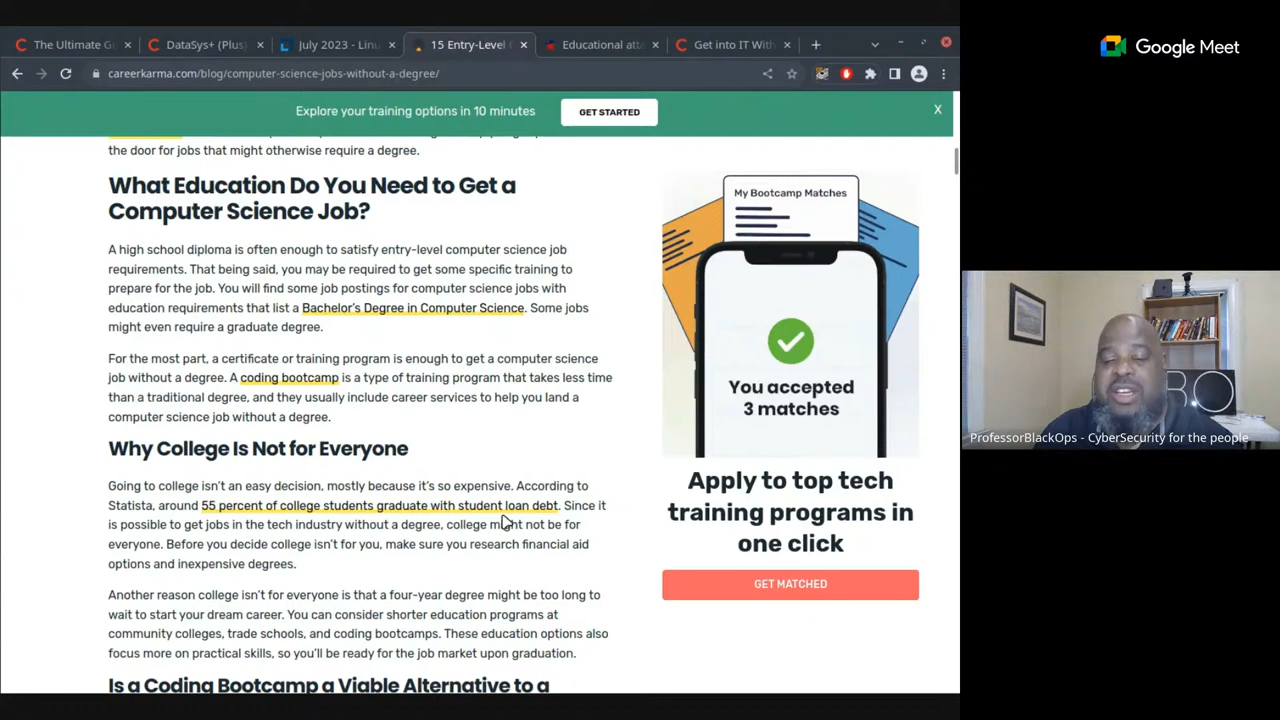 The Ultimate G
DataSys+ (Plus)
July 2023 - Linu
15 Entry-Level
Educational atta
Get into IT With
careerkarma.com/blog/computer-science-jobs-without-a-degree/
Explore your training options in 10 minutes
GET STARTED
X
the door for jobs that might otherwise require a degree.
What Education Do You Need to Get a
Computer Science Job?
A high school diploma is often enough to satisfy entry-level computer science job
requirements. That being said, you may be required to get some specific training to
prepare for the job. You will find some job postings for computer science jobs with
education requirements that list a Bachelor's Degree in Computer Science. Some jobs
might even require a graduate degree.
For the most part, a certificate or training program is enough to get a computer science
job without a degree. A coding bootcamp is a type of training program that takes less time
than a traditional degree, and they usually include career services to help you land a
computer science job without a degree.
Why College Is Not for Everyone
Going to college isn't an easy decision, mostly because it's so expensive. According to
Statista, around 55 percent of college students graduate with student loan debt. Since it
is possible to get jobs in the tech industry without a degree, college might not be for
everyone. Before you decide college isn't for you, make sure you research financial aid
options and inexpensive degrees.
Another reason college isn't for everyone is that a four-year degree might be too long to
wait to start your dream career. You can consider shorter education programs at
community colleges, trade schools, and coding bootcamps. These education options also
focus more on practical skills, so you'll be ready for the job market upon graduation.
Is a Coding Bootcamp a Viable Alternative to a
My Bootcamp Matches
You accepted
3 matches
Apply to top tech
training programs in
one click
GET MATCHED
Google Meet
BO
ProfessorBlackOps - CyberSecurity for the people